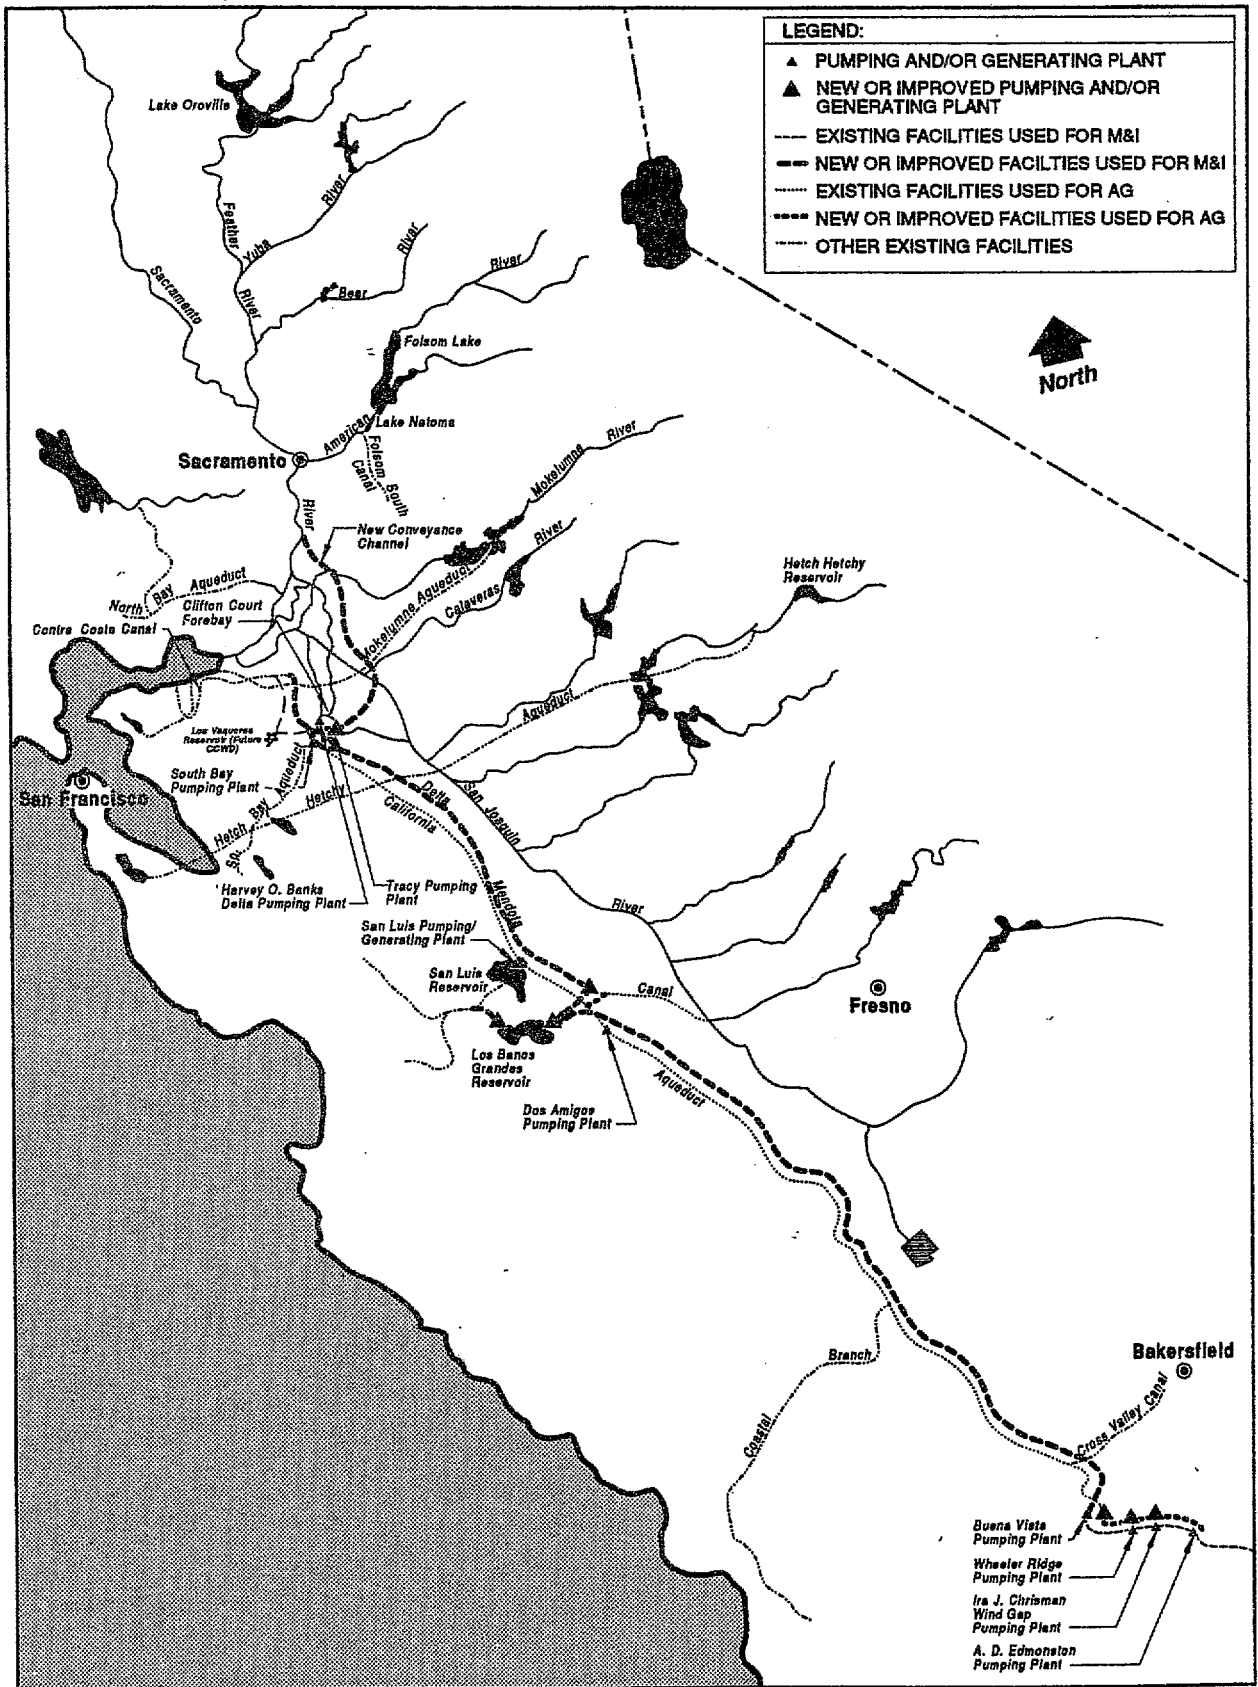 LEGEND:
PUMPING AND/OR GENERATING PLANT
NEW OR IMPROVED PUMPING AND/OR
GENERATING PLANT
EXISTING FACILITIES USED FOR M&I
NEW OR IMPROVED FACILTIES USED FOR M&I
EXISTING FACILITIES USED FOR AG
NEW OR IMPROVED FACILITIES USED FOR AG
OTHER EXISTING FACILITIES
North
Lake Oroville
Feather
River
Yuba
River
Sacramento
Bear
River
River
Folsom Lake
Lake Natoma
American
Folsom South
Canal
Sacramento
River
New Conveyance
Channel
Mokelumne
River
Mokelumne Aqueduct
Calaveras
River
Hetch Hetchy
Reservoir
North Bay Aqueduct
Clifton Court
Forebay
Contra Costa Canal
Los Vaqueros
Reservoir (Future
CCWD)
South Bay
Pumping Plant
San Francisco
Hetch
Hetchy
Aqueduct
So.
Bay
Aqueduct
Harvey O. Banks
Delta Pumping Plant
Tracy Pumping
Plant
Delta
Mendota
Canal
California
Aqueduct
San Joaquin
River
San Luis Pumping/
Generating Plant
San Luis
Reservoir
Los Banos
Grandes
Reservoir
Dos Amigos
Pumping Plant
Fresno
Coastal
Branch
Bakersfield
Cross Valley Canal
Buena Vista
Pumping Plant
Wheeler Ridge
Pumping Plant
Ira J. Chrisman
Wind Gap
Pumping Plant
A. D. Edmonston
Pumping Plant